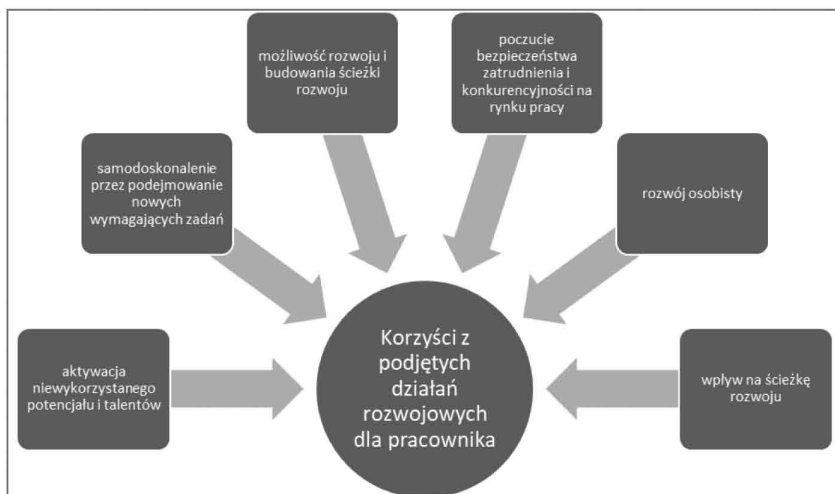 możliwość rozwoju i
budowania ścieżki
rozwoju
poczucie
bezpieczeństwa
zatrudnienia i
konkurencyjności na
rynku pracy
samodoskonalenie
przez podejmowanie
nowych
wymagających zadań
rozwój osobisty
aktywacja
niewykorzystanego
potencjału i talentów
wpływ na ścieżkę
rozwoju
Korzyści z
podjętych
działań
rozwojowych
dla pracownika